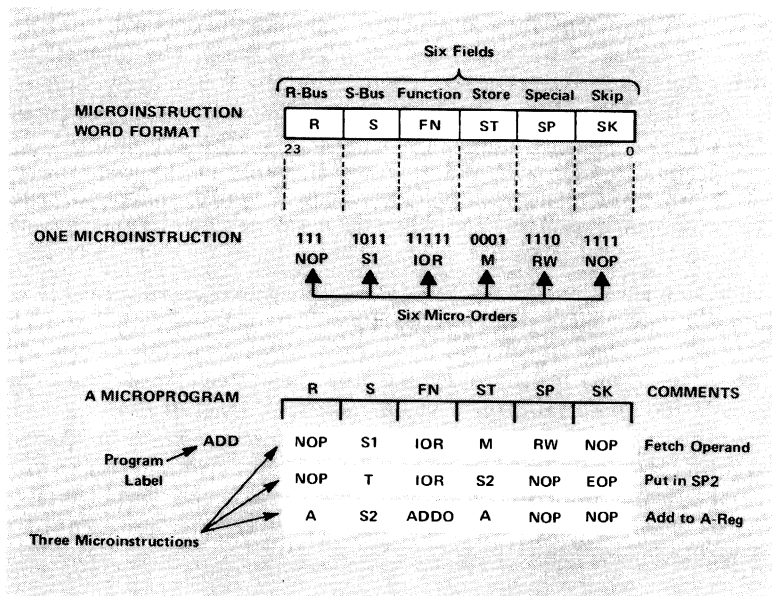 Six Fields
R-Bus S-Bus Function Store Special Skip
MICROINSTRUCTION
WORD FORMAT
R S FN ST SP SK
23 0
ONE MICROINSTRUCTION
111 1011 11111 0001 1110 1111
NOP S1 IOR M RW NOP
Six Micro-Orders
A MICROPROGRAM R S FN ST SP SK COMMENTS
ADD NOP S1 IOR M RW NOP Fetch Operand
Program
Label
NOP T IOR S2 NOP EOP Put in SP2
A S2 ADDO A NOP NOP Add to A-Reg
Three Microinstructions